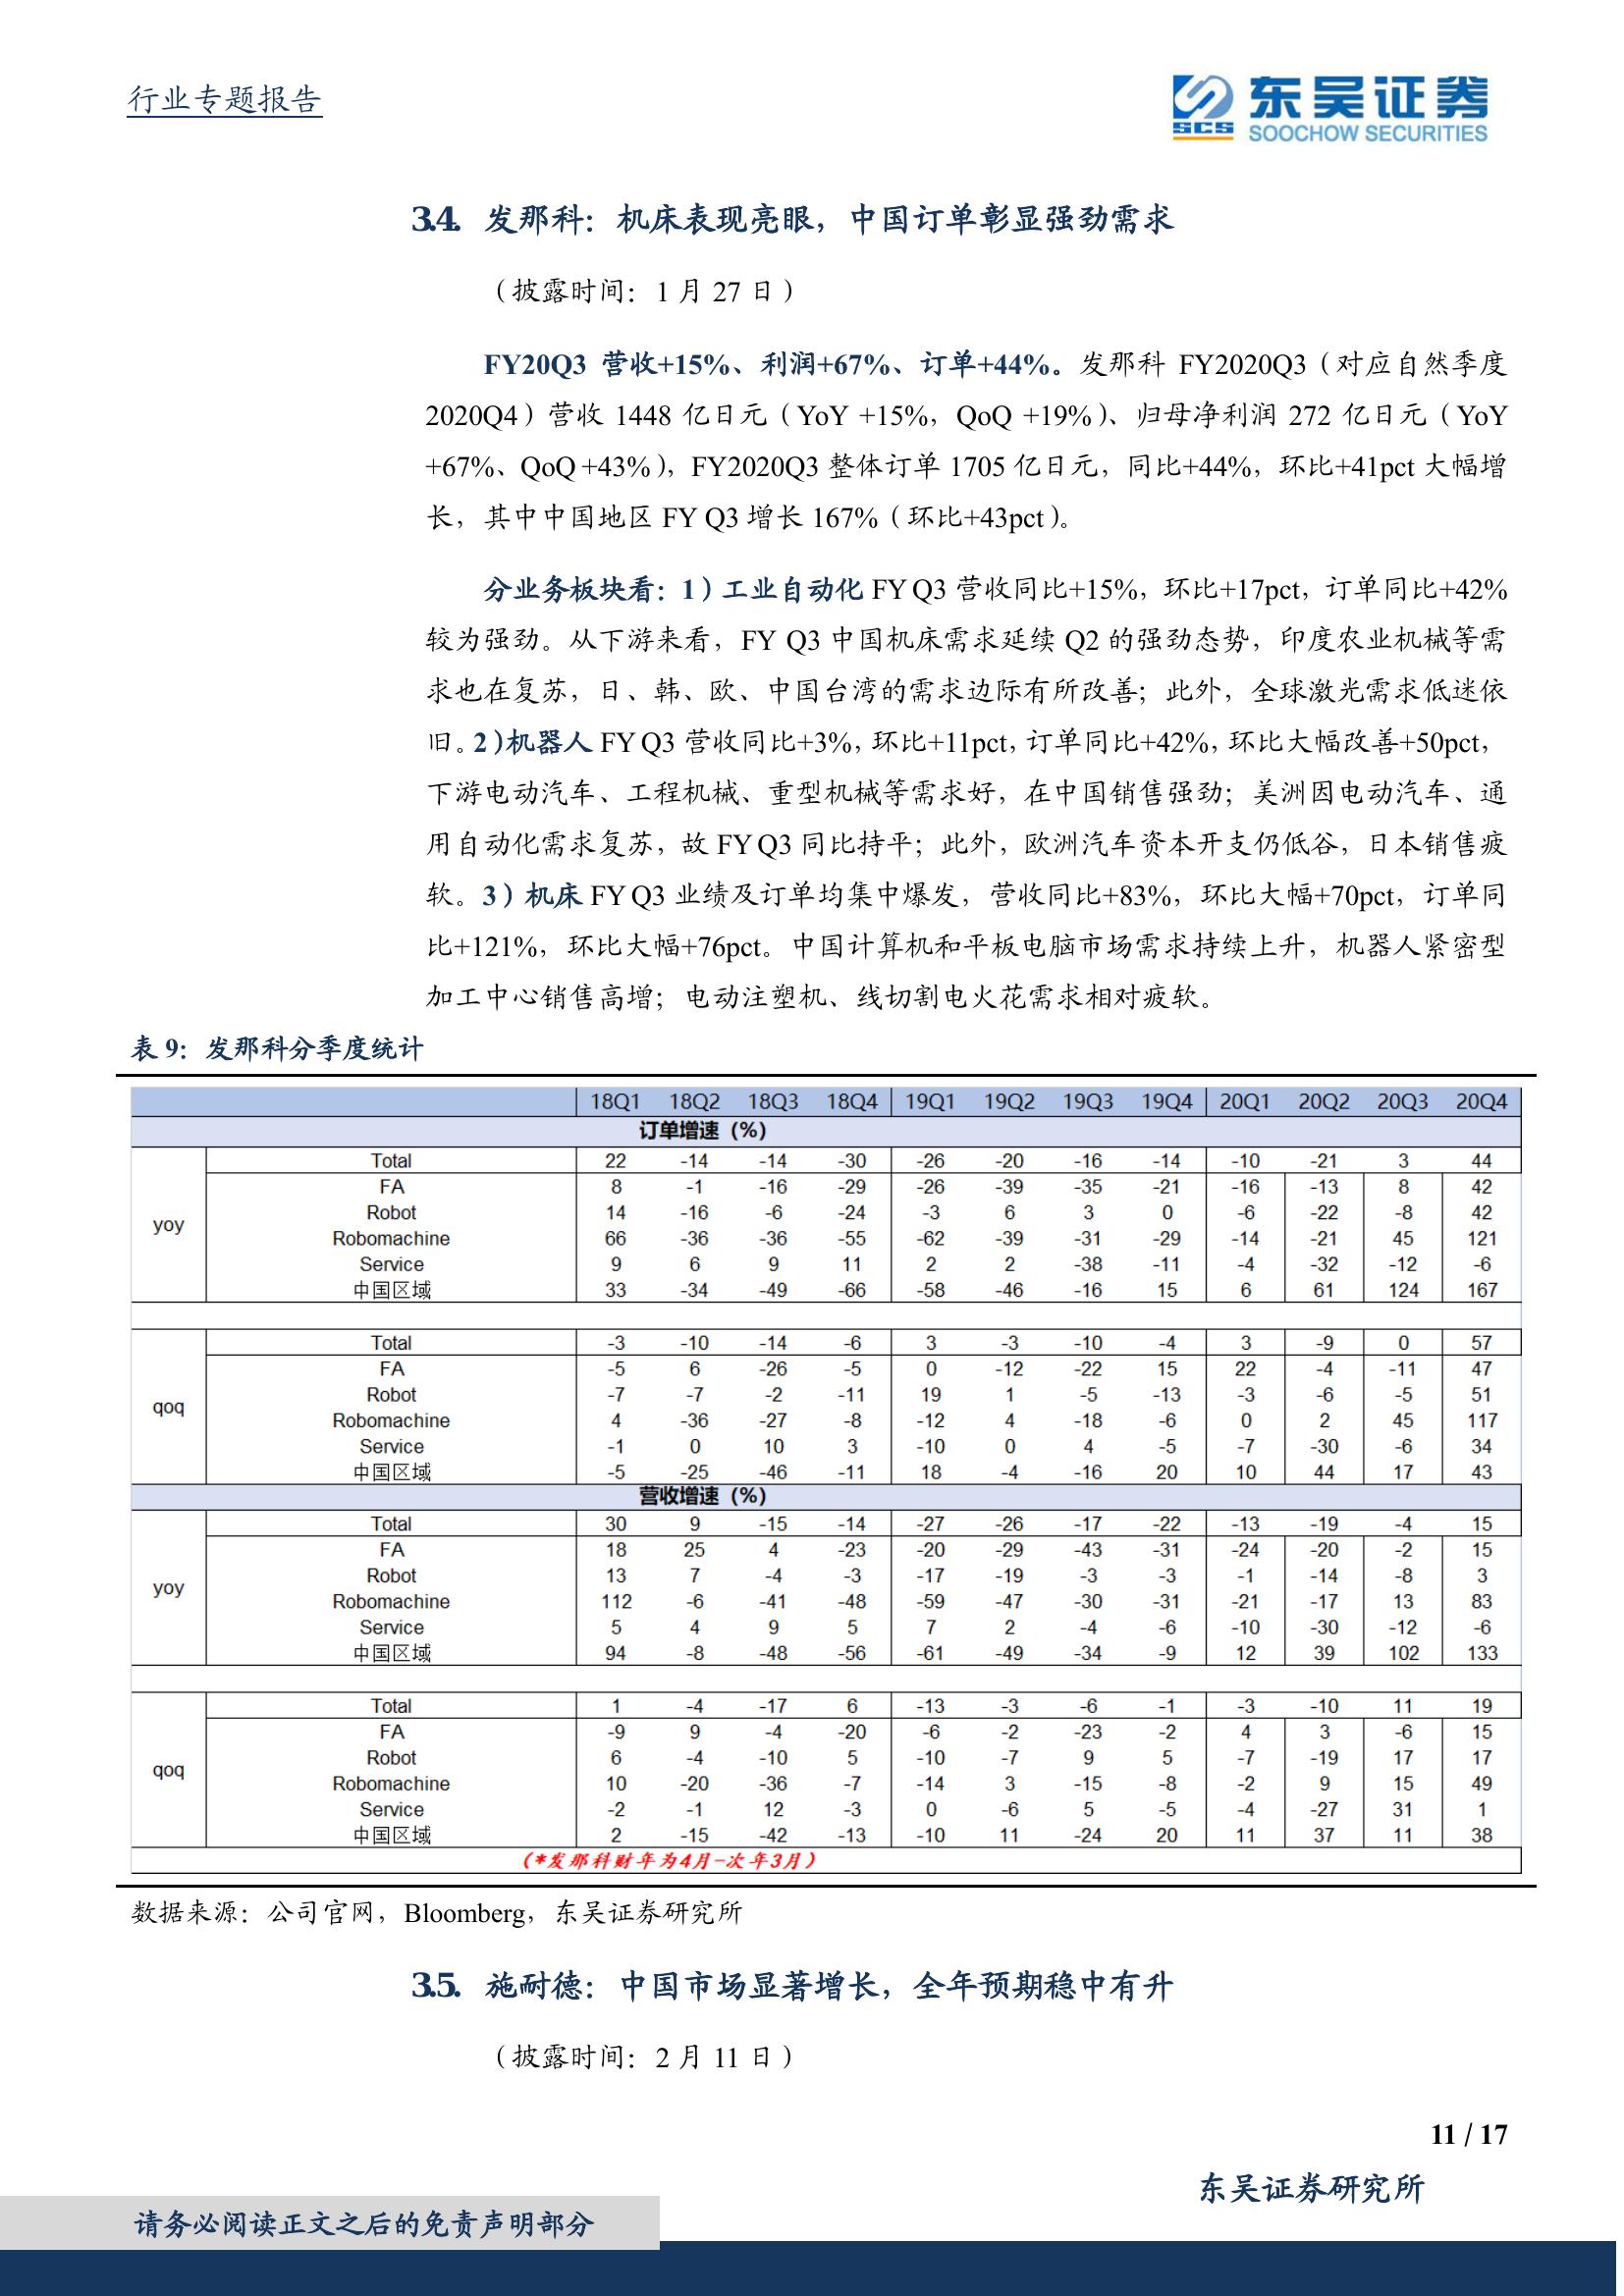 行业专题报告
东吴证券
SCS
SOOCHOW SECURITIES
3.4. 发那科：机床表现亮眼，中国订单彰显强劲需求
（披露时间：1 月 27 日）
FY20Q3 营收+15%、利润+67%、订单+44%。发那科 FY2020Q3（对应自然季度
2020Q4）营收 1448 亿日元（YoY +15%，QoQ +19%）、归母净利润 272 亿日元（YoY
+67%、QoQ +43%），FY2020Q3 整体订单 1705 亿日元，同比+44%，环比+41pct 大幅增
长，其中中国地区 FY Q3 增长 167%（环比+43pct）。
分业务板块看：1）工业自动化 FY Q3 营收同比+15%，环比+17pct，订单同比+42%
较为强劲。从下游来看，FY Q3 中国机床需求延续 Q2 的强劲态势，印度农业机械等需
求也在复苏，日、韩、欧、中国台湾的需求边际有所改善；此外，全球激光需求低迷依
旧。2）机器人 FY Q3 营收同比+3%，环比+11pct，订单同比+42%，环比大幅改善+50pct，
下游电动汽车、工程机械、重型机械等需求好，在中国销售强劲；美洲因电动汽车、通
用自动化需求复苏，故 FY Q3 同比持平；此外，欧洲汽车资本开支仍低谷，日本销售疲
软。3）机床 FY Q3 业绩及订单均集中爆发，营收同比+83%，环比大幅+70pct，订单同
比+121%，环比大幅+76pct。中国计算机和平板电脑市场需求持续上升，机器人紧密型
加工中心销售高增；电动注塑机、线切割电火花需求相对疲软。
表 9：发那科分季度统计
18Q1 18Q2 18Q3 18Q4 19Q1 19Q2 19Q3 19Q4 20Q1 20Q2 20Q3 20Q4
订单增速（%）
yoy
Total 22 -14 -14 -30 -26 -20 -16 -14 -10 -21 3 44
FA 8 -1 -16 -29 -26 -39 -35 -21 -16 -13 8 42
Robot 14 -16 -6 -24 -3 6 3 0 -6 -22 -8 42
Robomachine 66 -36 -36 -55 -62 -39 -31 -29 -14 -21 45 121
Service 9 6 9 11 2 2 -38 -11 -4 -32 -12 -6
中国区域 33 -34 -49 -66 -58 -46 -16 15 6 61 124 167
qoq
Total -3 -10 -14 -6 3 -3 -10 -4 3 -9 0 57
FA -5 6 -26 -5 0 -12 -22 15 22 -4 -11 47
Robot -7 -7 -2 -11 19 1 -5 -13 -3 -6 -5 51
Robomachine 4 -36 -27 -8 -12 4 -18 -6 0 2 45 117
Service -1 0 10 3 -10 0 4 -5 -7 -30 -6 34
中国区域 -5 -25 -46 -11 18 -4 -16 20 10 44 17 43
营收增速（%）
yoy
Total 30 9 -15 -14 -27 -26 -17 -22 -13 -19 -4 15
FA 18 25 4 -23 -20 -29 -43 -31 -24 -20 -2 15
Robot 13 7 -4 -3 -17 -19 -3 -3 -1 -14 -8 3
Robomachine 112 -6 -41 -48 -59 -47 -30 -31 -21 -17 13 83
Service 5 4 9 5 7 2 -4 -6 -10 -30 -12 -6
中国区域 94 -8 -48 -56 -61 -49 -34 -9 12 39 102 133
qoq
Total 1 -4 -17 6 -13 -3 -6 -1 -3 -10 11 19
FA -9 9 -4 -20 -6 -2 -23 -2 4 3 -6 15
Robot 6 -4 -10 5 -10 -7 9 5 -7 -19 17 17
Robomachine 10 -20 -36 -7 -14 3 -15 -8 -2 9 15 49
Service -2 -1 12 -3 0 -6 5 -5 -4 -27 31 1
中国区域 2 -15 -42 -13 -10 11 -24 20 11 37 11 38
(*发那科财年为4月-次年3月)
数据来源：公司官网，Bloomberg，东吴证券研究所
3.5. 施耐德：中国市场显著增长，全年预期稳中有升
（披露时间：2 月 11 日）
11 / 17
东吴证券研究所
请务必阅读正文之后的免责声明部分